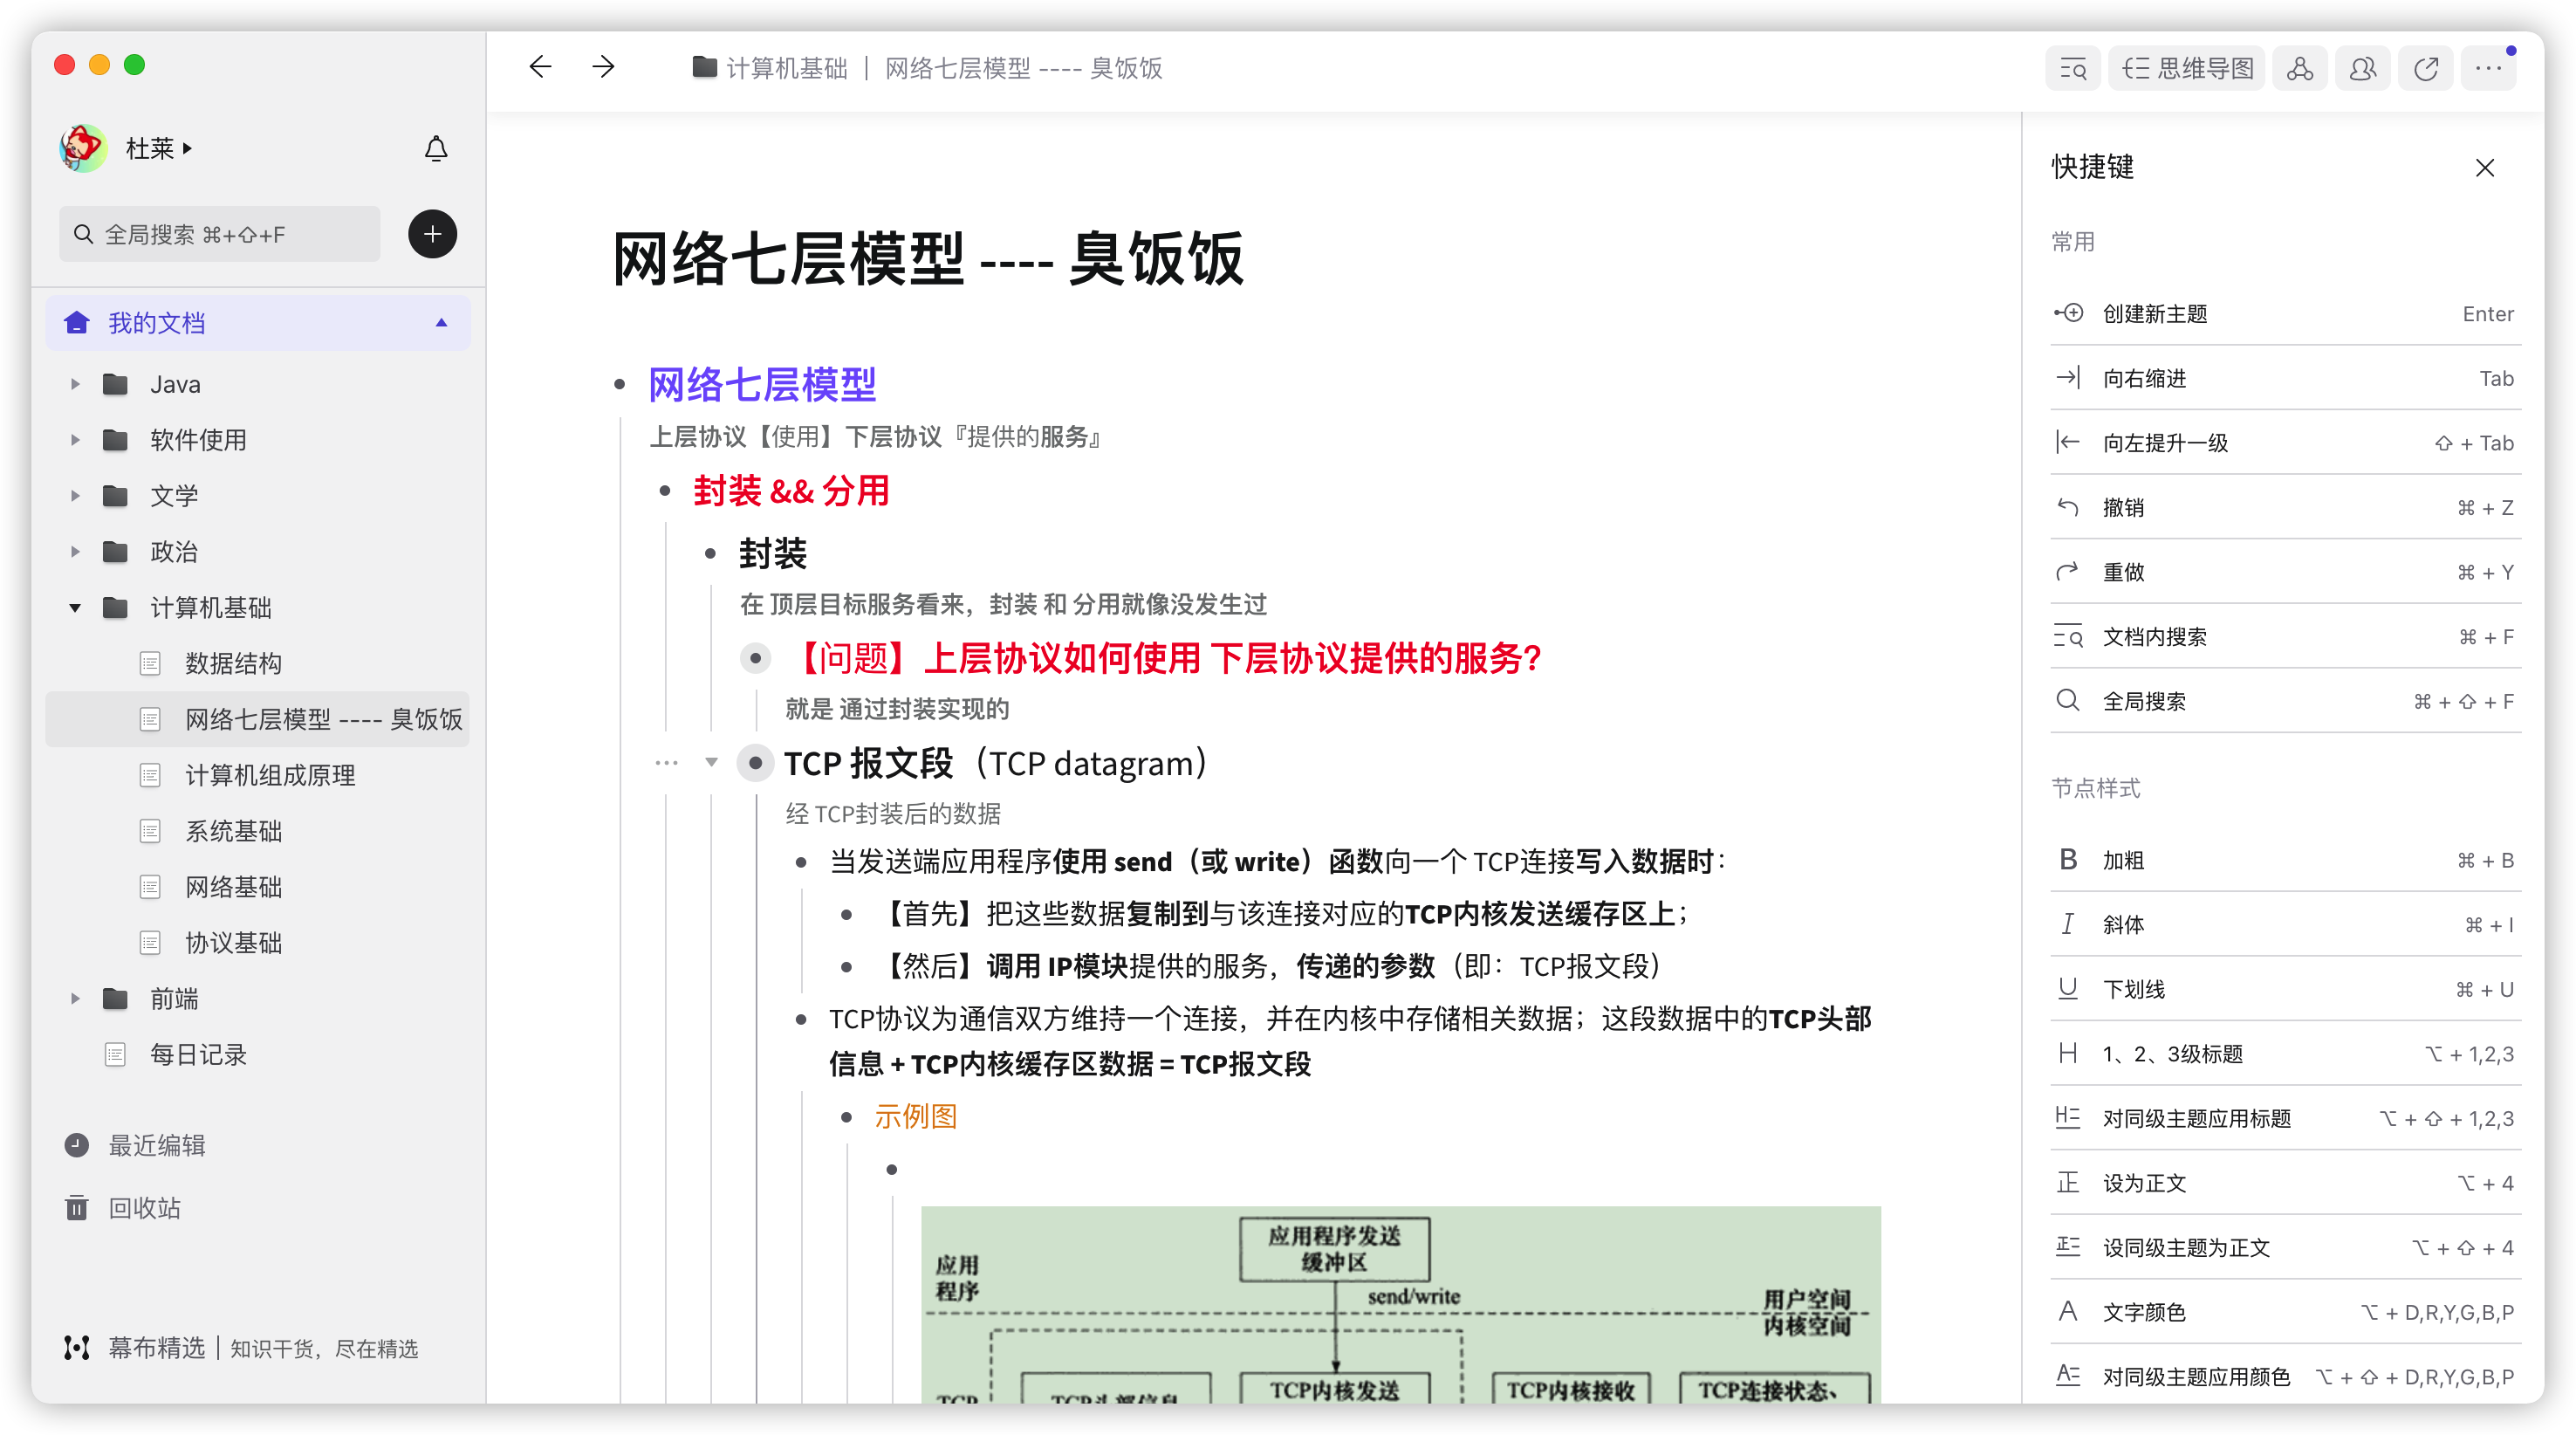 杜莱
全局搜索 ⌘+⇧+F
我的文档
Java
软件使用
文学
政治
计算机基础
数据结构
网络七层模型 ---- 臭饭饭
计算机组成原理
系统基础
网络基础
协议基础
前端
每日记录
最近编辑
回收站
幕布精选 | 知识干货，尽在精选
计算机基础 | 网络七层模型 ---- 臭饭饭
思维导图
网络七层模型 ---- 臭饭饭
网络七层模型
上层协议【使用】下层协议『提供的服务』
封装 && 分用
封装
在 顶层目标服务看来，封装 和 分用就像没发生过
【问题】上层协议如何使用 下层协议提供的服务?
就是 通过封装实现的
TCP 报文段（TCP datagram）
经 TCP封装后的数据
当发送端应用程序使用 send（或 write）函数向一个 TCP连接写入数据时：
【首先】把这些数据复制到与该连接对应的TCP内核发送缓存区上；
【然后】调用 IP模块提供的服务，传递的参数（即：TCP报文段）
TCP协议为通信双方维持一个连接，并在内核中存储相关数据；这段数据中的TCP头部
信息 + TCP内核缓存区数据 = TCP报文段
示例图
应用程序发送
缓冲区
应用
程序
send/write
用户空间
内核空间
TCP
TCP头部信息
TCP内核发送
TCP内核接收
TCP连接状态、
快捷键
常用
创建新主题 Enter
向右缩进 Tab
向左提升一级 ⇧ + Tab
撤销 ⌘ + Z
重做 ⌘ + Y
文档内搜索 ⌘ + F
全局搜索 ⌘ + ⇧ + F
节点样式
B 加粗 ⌘ + B
I 斜体 ⌘ + I
U 下划线 ⌘ + U
H 1、2、3级标题 ⌥ + 1,2,3
H 对同级主题应用标题 ⌥ + ⇧ + 1,2,3
正 设为正文 ⌥ + 4
正 设同级主题为正文 ⌥ + ⇧ + 4
A 文字颜色 ⌥ + D,R,Y,G,B,P
A 对同级主题应用颜色 ⌥ + ⇧ + D,R,Y,G,B,P